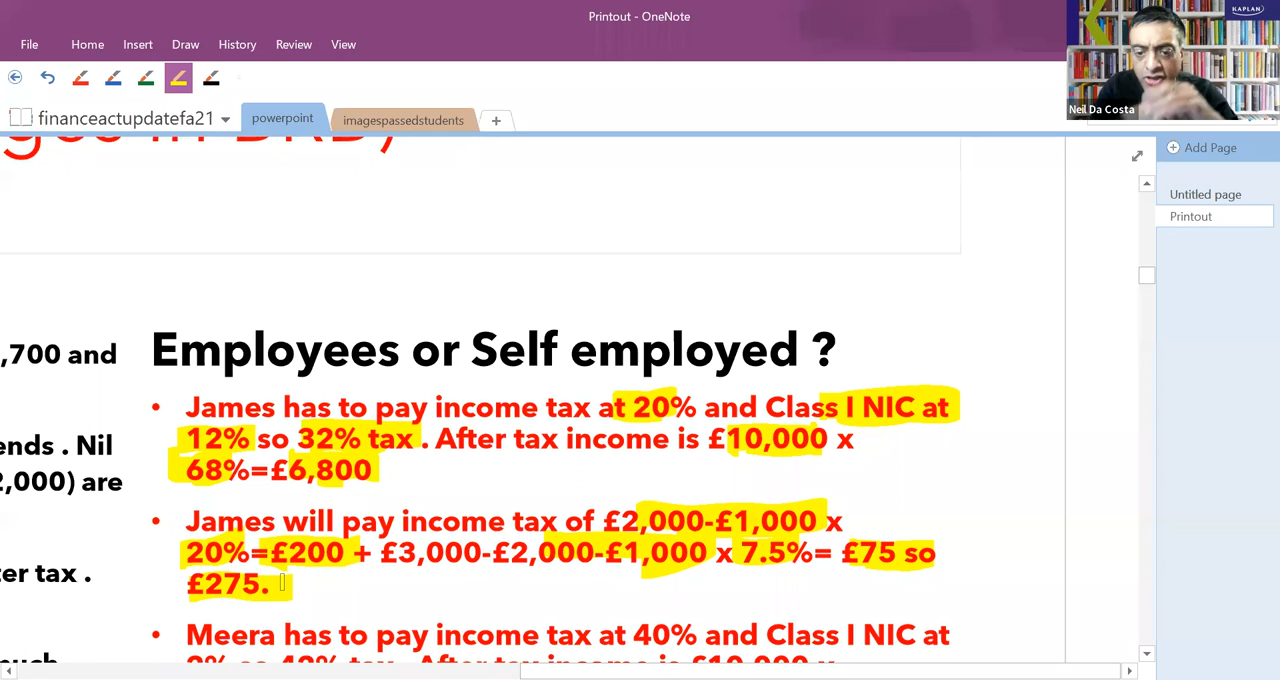 Printout - OneNote
KAPLAN
File Home Insert Draw History Review View
Neil Da Costa
financeactupdatefa21 powerpoint imagespassedstudents +
Add Page
Untitled page
Printout
Employees or Self employed ?
,700 and
• James has to pay income tax at 20% and Class I NIC at
12% so 32% tax . After tax income is £10,000 x
68%=£6,800
ends . Nil
2,000) are
• James will pay income tax of £2,000-£1,000 x
20%=£200 + £3,000-£2,000-£1,000 x 7.5%= £75 so
£275.
ter tax .
• Meera has to pay income tax at 40% and Class I NIC at